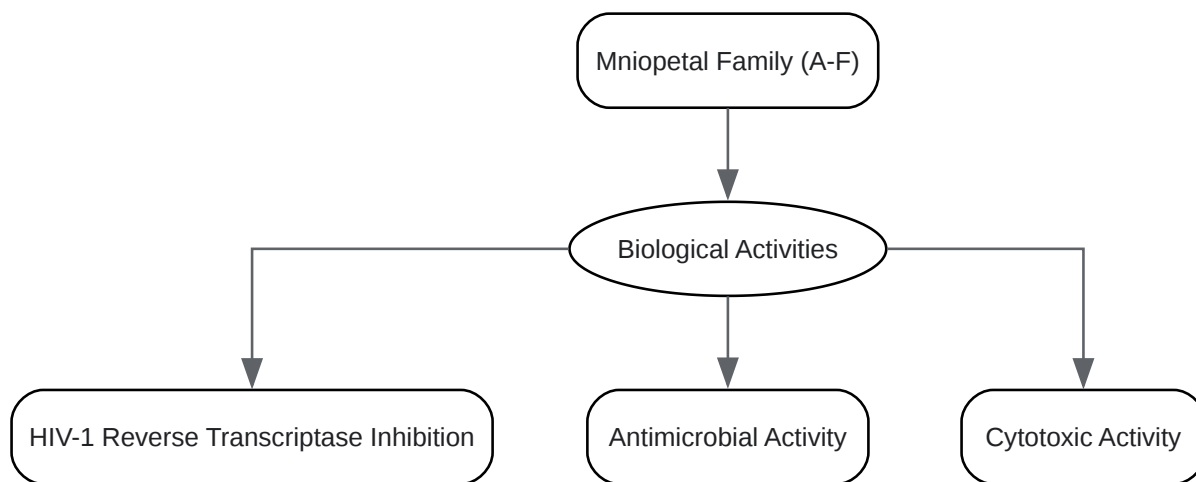 Mniopetal Family (A-F)
Biological Activities
HIV-1 Reverse Transcriptase Inhibition
Antimicrobial Activity
Cytotoxic Activity